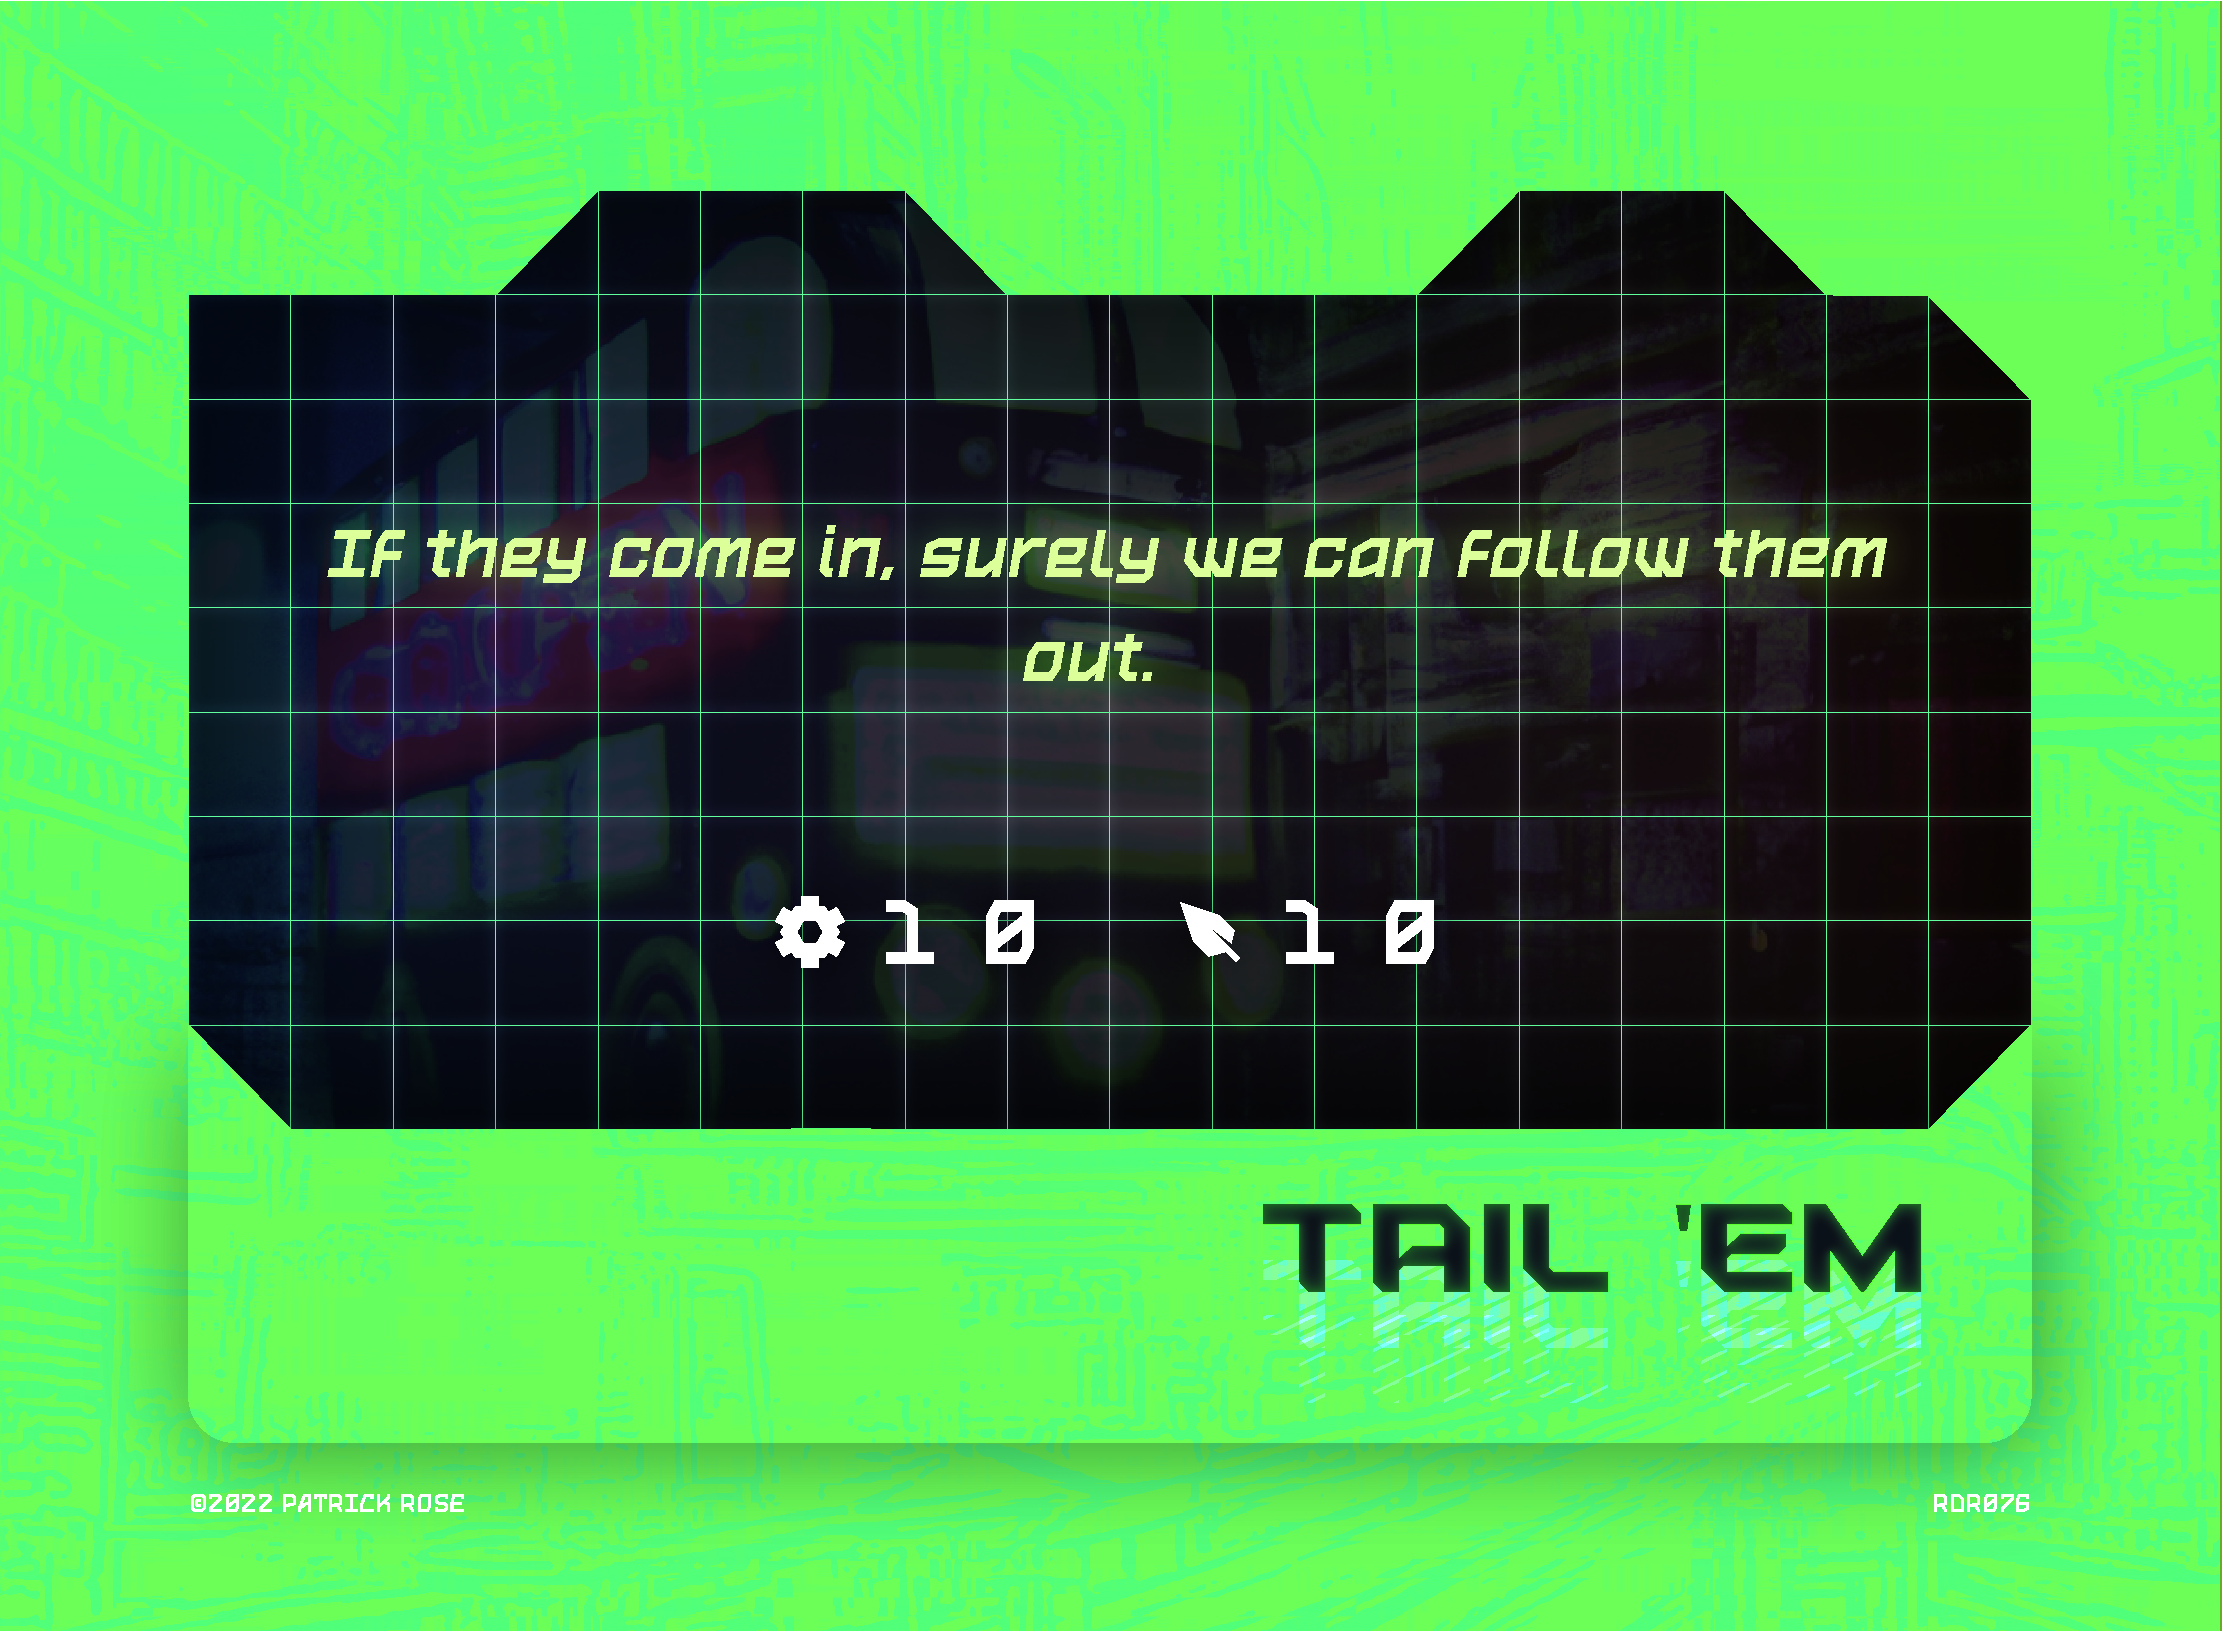 If they come in, surely we can follow them
out.
10 10
TAIL 'EM
©2022 PATRICK ROSE
RDR076